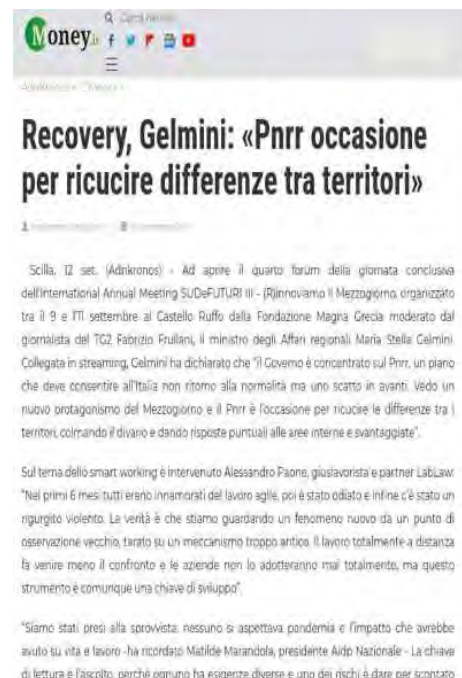 Money.it
Recovery, Gelmini: «Pnrr occasione
per ricucire differenze tra territori»
Scilla, 12 set. (Adnkronos) - Ad aprire il quarto forum della giornata conclusiva
dell'International Annual Meeting SUDeFUTURI III - (R)innoviamo il Mezzogiorno, organizzato
tra il 9 e l'11 settembre al Castello Ruffo dalla Fondazione Magna Grecia moderato dal
giornalista del TG2 Fabrizio Frullani, il ministro degli Affari regionali Maria Stella Gelmini.
Collegata in streaming, Gelmini ha dichiarato che "il Governo è concentrato sul Pnrr, un piano
che deve consentire all'Italia non ritorno alla normalità ma uno scatto in avanti. Vedo un
nuovo protagonismo del Mezzogiorno e il Pnrr è l'occasione per ricucire le differenze tra i
territori, colmando il divario e dando risposte puntuali alle aree interne e svantaggiate".
Sul tema dello smart working è intervenuto Alessandro Paone, giuslavorista e partner LabLaw:
"Nei primi 6 mesi tutti erano innamorati del lavoro agile, poi è stato odiato e infine c'è stato un
rigurgito violento. La verità è che stiamo guardando un fenomeno nuovo da un punto di
osservazione vecchio, tarato su un meccanismo troppo antico. Il lavoro totalmente a distanza
fa venire meno il confronto e le aziende non lo adotteranno mai totalmente, ma questo
strumento è comunque una chiave di sviluppo".
"Siamo stati presi alla sprovvista, nessuno si aspettava pandemia e l'impatto che avrebbe
avuto su vita e lavoro -ha ricordato Matilde Marandola, presidente Aidp Nazionale - La chiave
di lettura è l'ascolto, perché ognuno ha esigenze diverse e uno dei rischi è dare per scontato